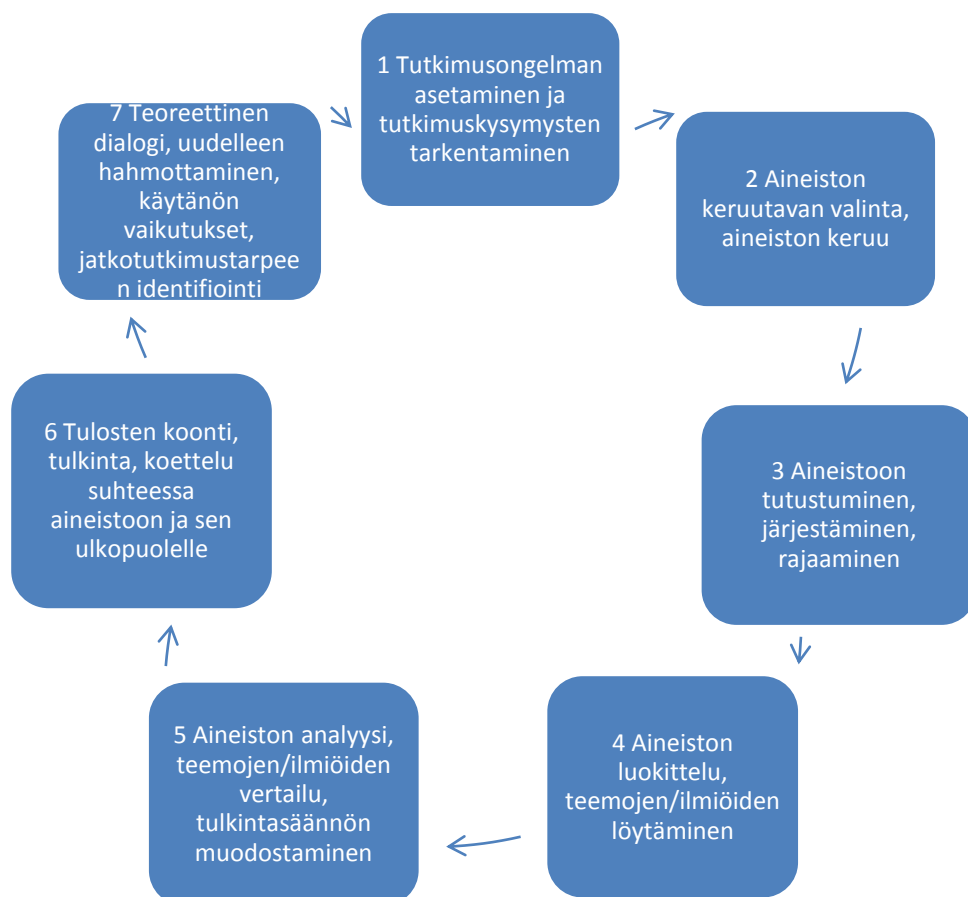 1 Tutkimusongelman
asetaminen ja
tutkimuskysymysten
tarkentaminen
2 Aineiston
keruutavan valinta,
aineiston keruu
3 Aineistoon
tutustuminen,
järjestäminen,
rajaaminen
4 Aineiston
luokittelu,
teemojen/ilmiöiden
löytäminen
5 Aineiston analyysi,
teemojen/ilmiöiden
vertailu,
tulkintasäännön
muodostaminen
6 Tulosten koonti,
tulkinta, koettelu
suhteessa
aineistoon ja sen
ulkopuolelle
7 Teoreettinen
dialogi, uudelleen
hahmottaminen,
käytänön
vaikutukset,
jatkotutkimustarpee
n identifiointi